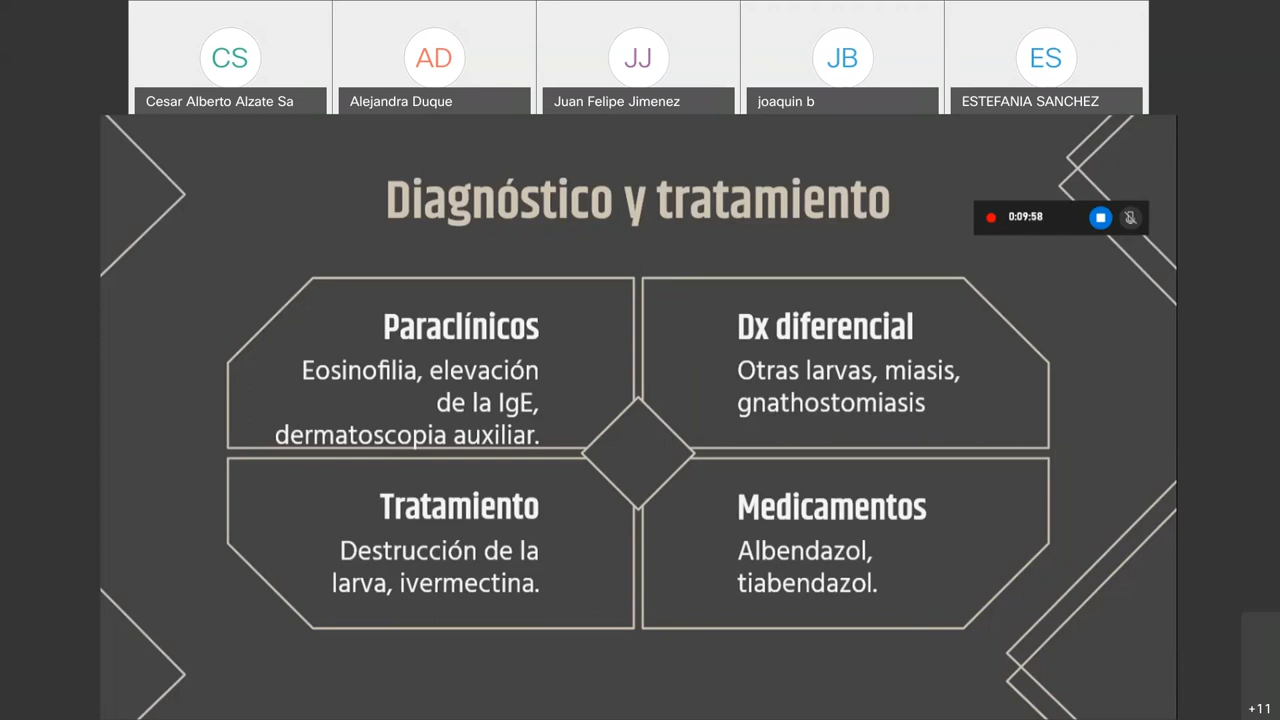 CS
AD
JJ
JB
ES
Cesar Alberto Alzate Sa
Alejandra Duque
Juan Felipe Jimenez
joaquin b
ESTEFANIA SANCHEZ
Diagnóstico y tratamiento
0:09:58
Paraclínicos
Eosinofilia, elevación
de la IgE,
dermatoscopia auxiliar.
Dx diferencial
Otras larvas, miasis,
gnathostomiasis
Tratamiento
Destrucción de la
larva, ivermectina.
Medicamentos
Albendazol,
tiabendazol.
+11